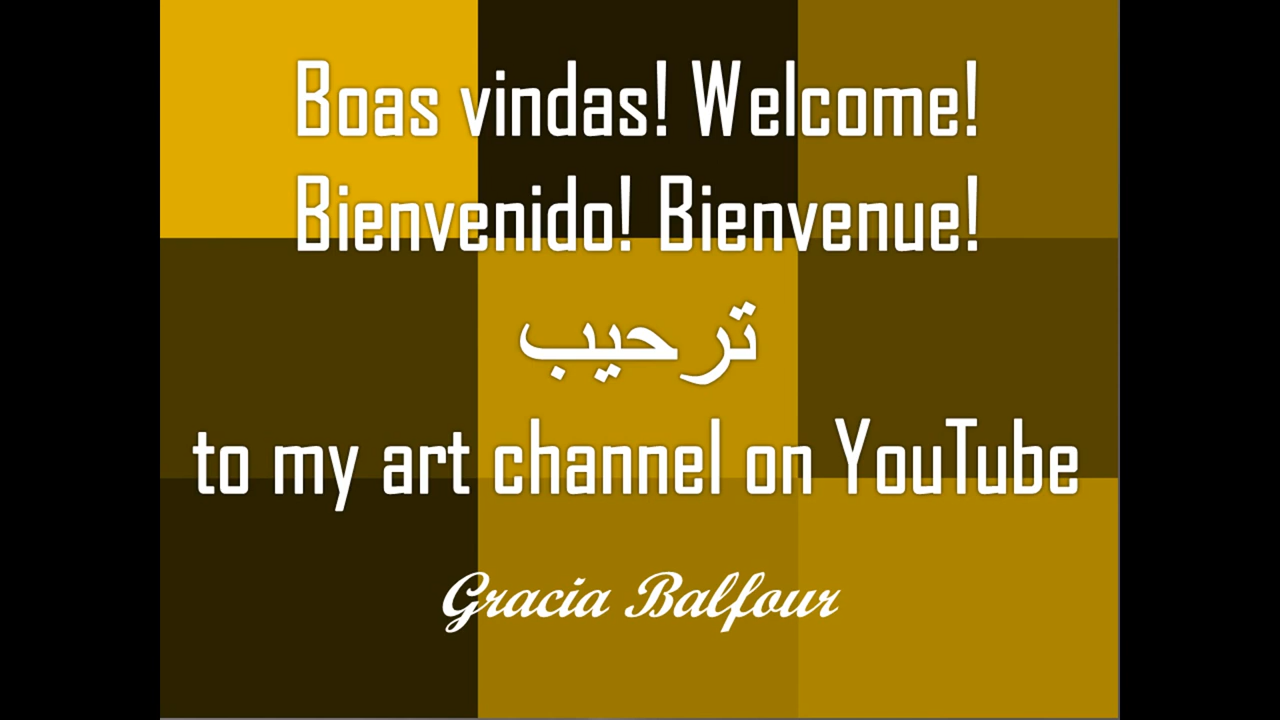 Boas vindas! Welcome!
Bienvenido! Bienvenue!
ترحيب
to my art channel on YouTube
Gracia Balfour